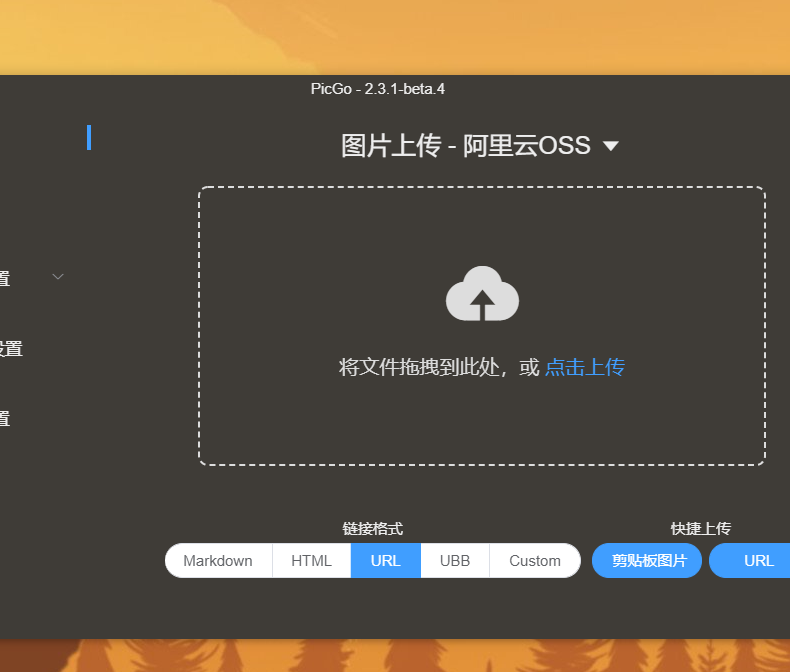 PicGo - 2.3.1-beta.4
图片上传 - 阿里云OSS
置
设置
置
将文件拖拽到此处，或 点击上传
链接格式
快捷上传
Markdown
HTML
URL
UBB
Custom
剪贴板图片
URL